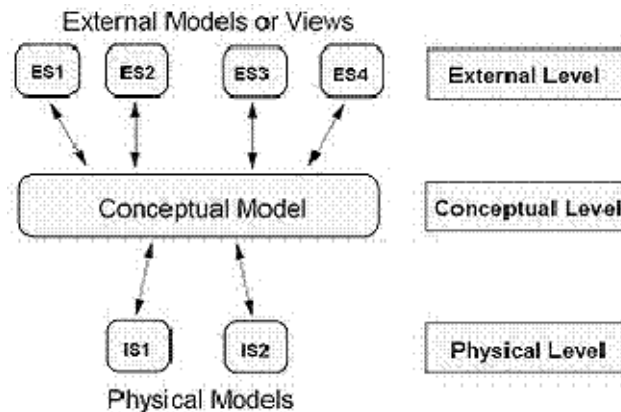 External Models or Views
ES1 ES2 ES3 ES4 External Level
Conceptual Model Conceptual Level
IS1 IS2 Physical Level
Physical Models